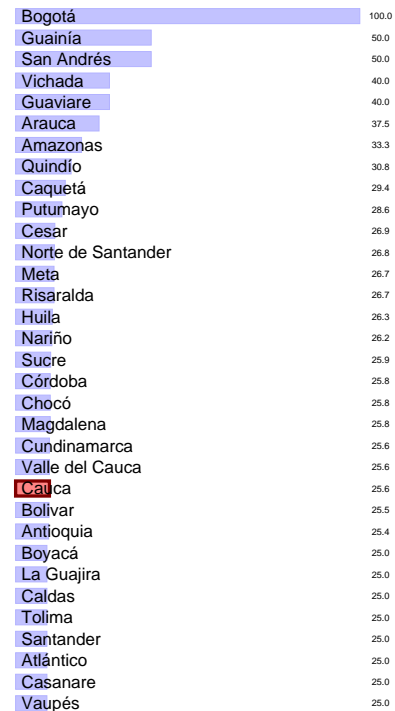 Bogotá 100.0
Guainía 50.0
San Andrés 50.0
Vichada 40.0
Guaviare 40.0
Arauca 37.5
Amazonas 33.3
Quindío 30.8
Caquetá 29.4
Putumayo 28.6
Cesar 26.9
Norte de Santander 26.8
Meta 26.7
Risaralda 26.7
Huila 26.3
Nariño 26.2
Sucre 25.9
Córdoba 25.8
Chocó 25.8
Magdalena 25.8
Cundinamarca 25.6
Valle del Cauca 25.6
Cauca 25.6
Bolivar 25.5
Antioquia 25.4
Boyacá 25.0
La Guajira 25.0
Caldas 25.0
Tolima 25.0
Santander 25.0
Atlántico 25.0
Casanare 25.0
Vaupés 25.0